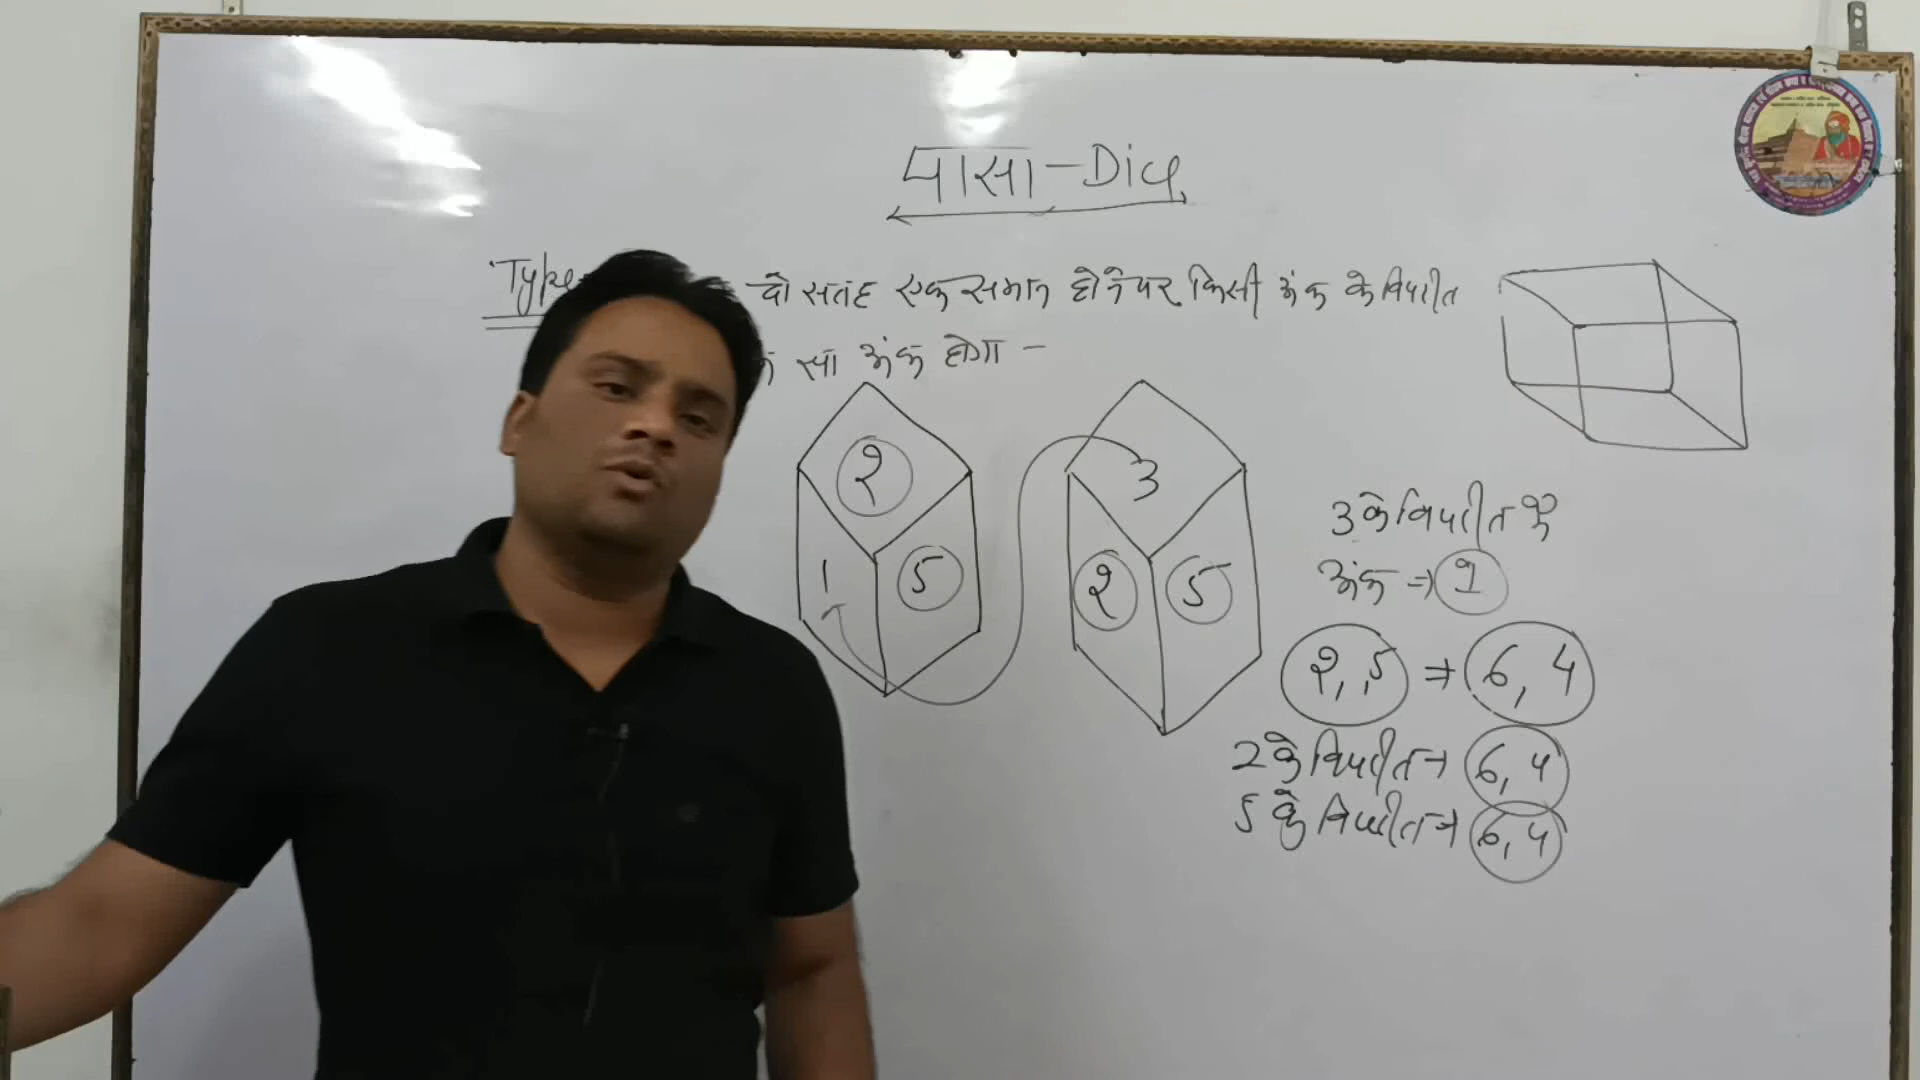 पासा - Dice
Type दो सतह एक समान होने पर किसी अंक के विपरीत
सा अंक होगा -
२
1
5
3
२
5
3 के विपरीत के
अंक ⇒ 1
२, 5 ⇒ 6, 4
2 के विपरीत → 6, 4
5 के विपरीत → 6, 4